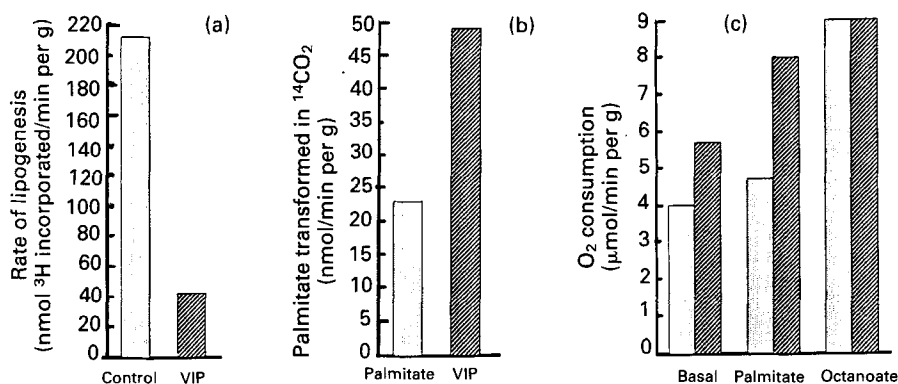 (a)
Rate of lipogenesis
(nmol ³H incorporated/min per g)
220
200
180
160
140
120
100
80
60
40
20
0
Control VIP
(b)
Palmitate transformed in ¹⁴CO₂
(nmol/min per g)
50
45
40
35
30
25
20
15
10
5
0
Palmitate VIP
(c)
O₂ consumption
(μmol/min per g)
9
8
7
6
5
4
3
2
1
0
Basal Palmitate Octanoate